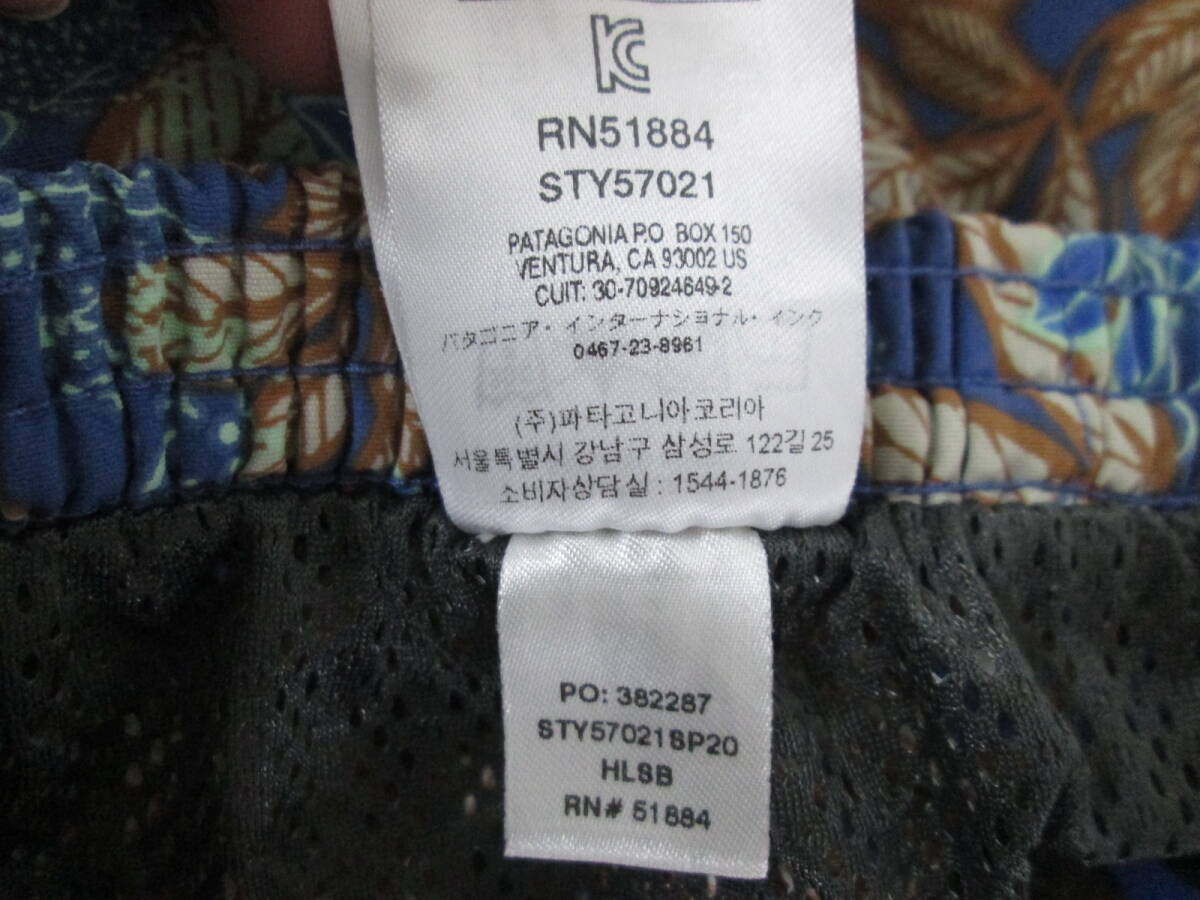 RN51884
STY57021
PATAGONIA P.O. BOX 150
VENTURA, CA 93002 US
CUIT: 30-70924649-2
パタゴニア・インターナショナル・インク
0467-23-8961
(주)파타고니아코리아
서울특별시 강남구 삼성로 122길 25
소비자상담실 : 1544-1876
PO: 382287
STY57021SP20
HLSB
RN# 51884